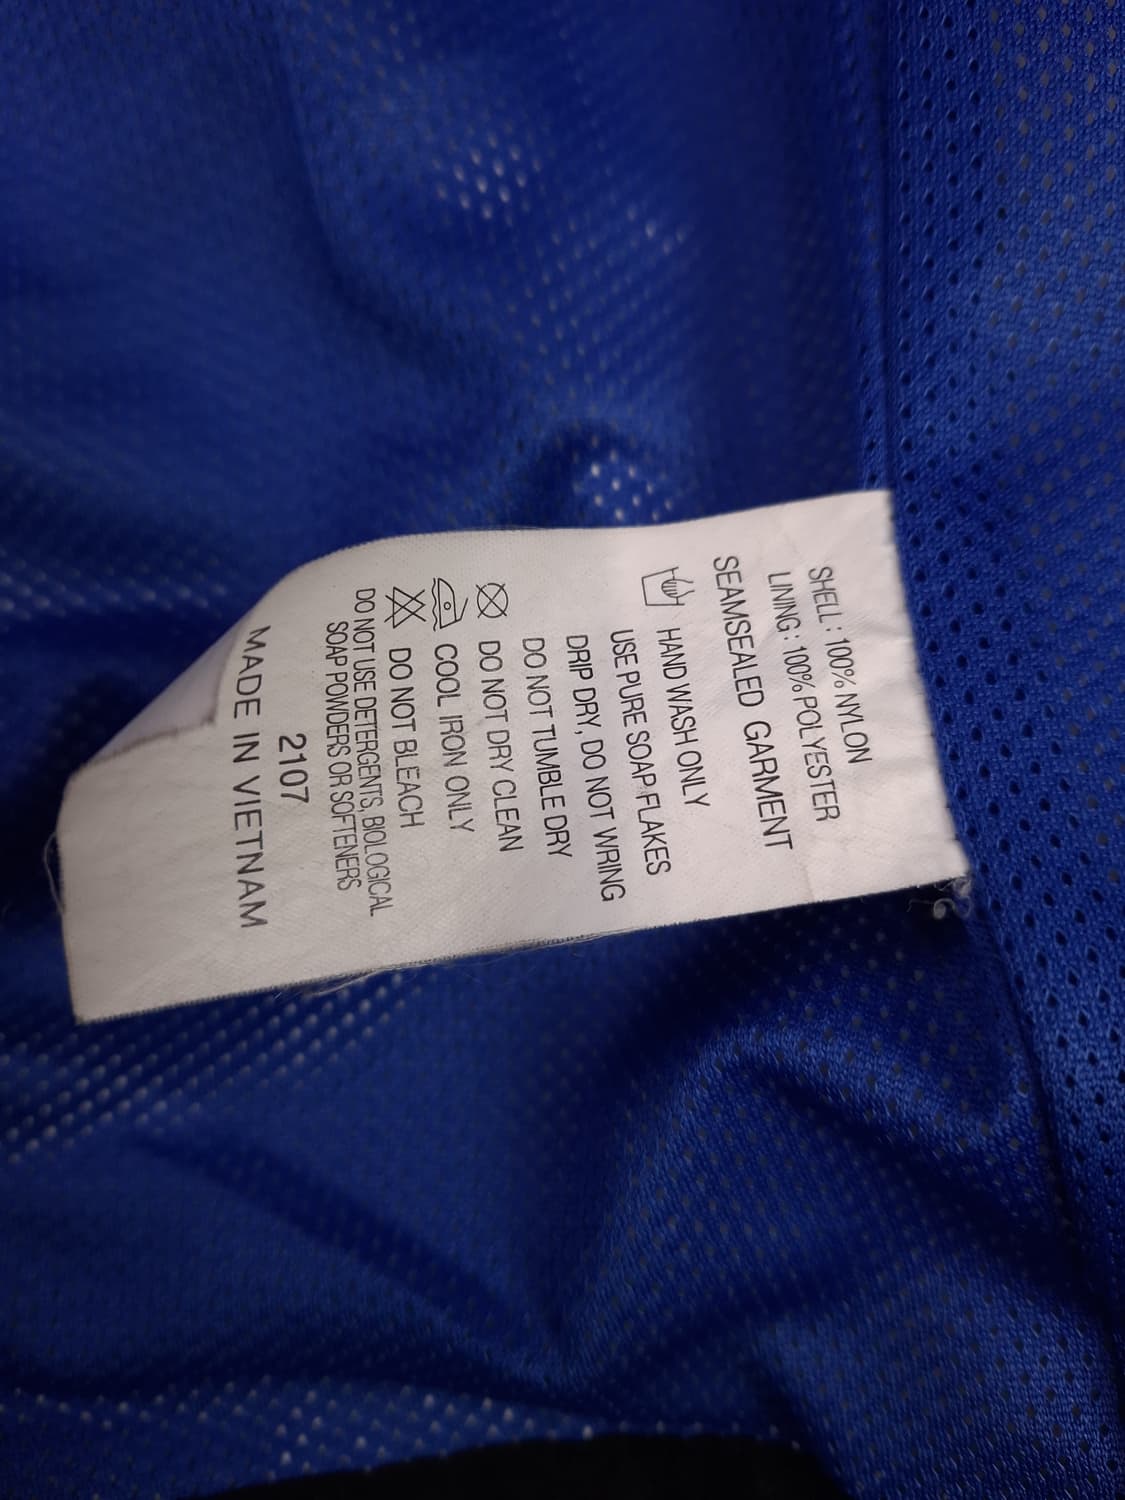 SHELL : 100% NYLON
LINING : 100% POLYESTER
SEAMSEALED GARMENT
HAND WASH ONLY
USE PURE SOAP FLAKES
DRIP DRY, DO NOT WRING
DO NOT TUMBLE DRY
DO NOT DRY CLEAN
COOL IRON ONLY
DO NOT BLEACH
DO NOT USE DETERGENTS, BIOLOGICAL
SOAP POWDERS OR SOFTENERS
2107
MADE IN VIETNAM